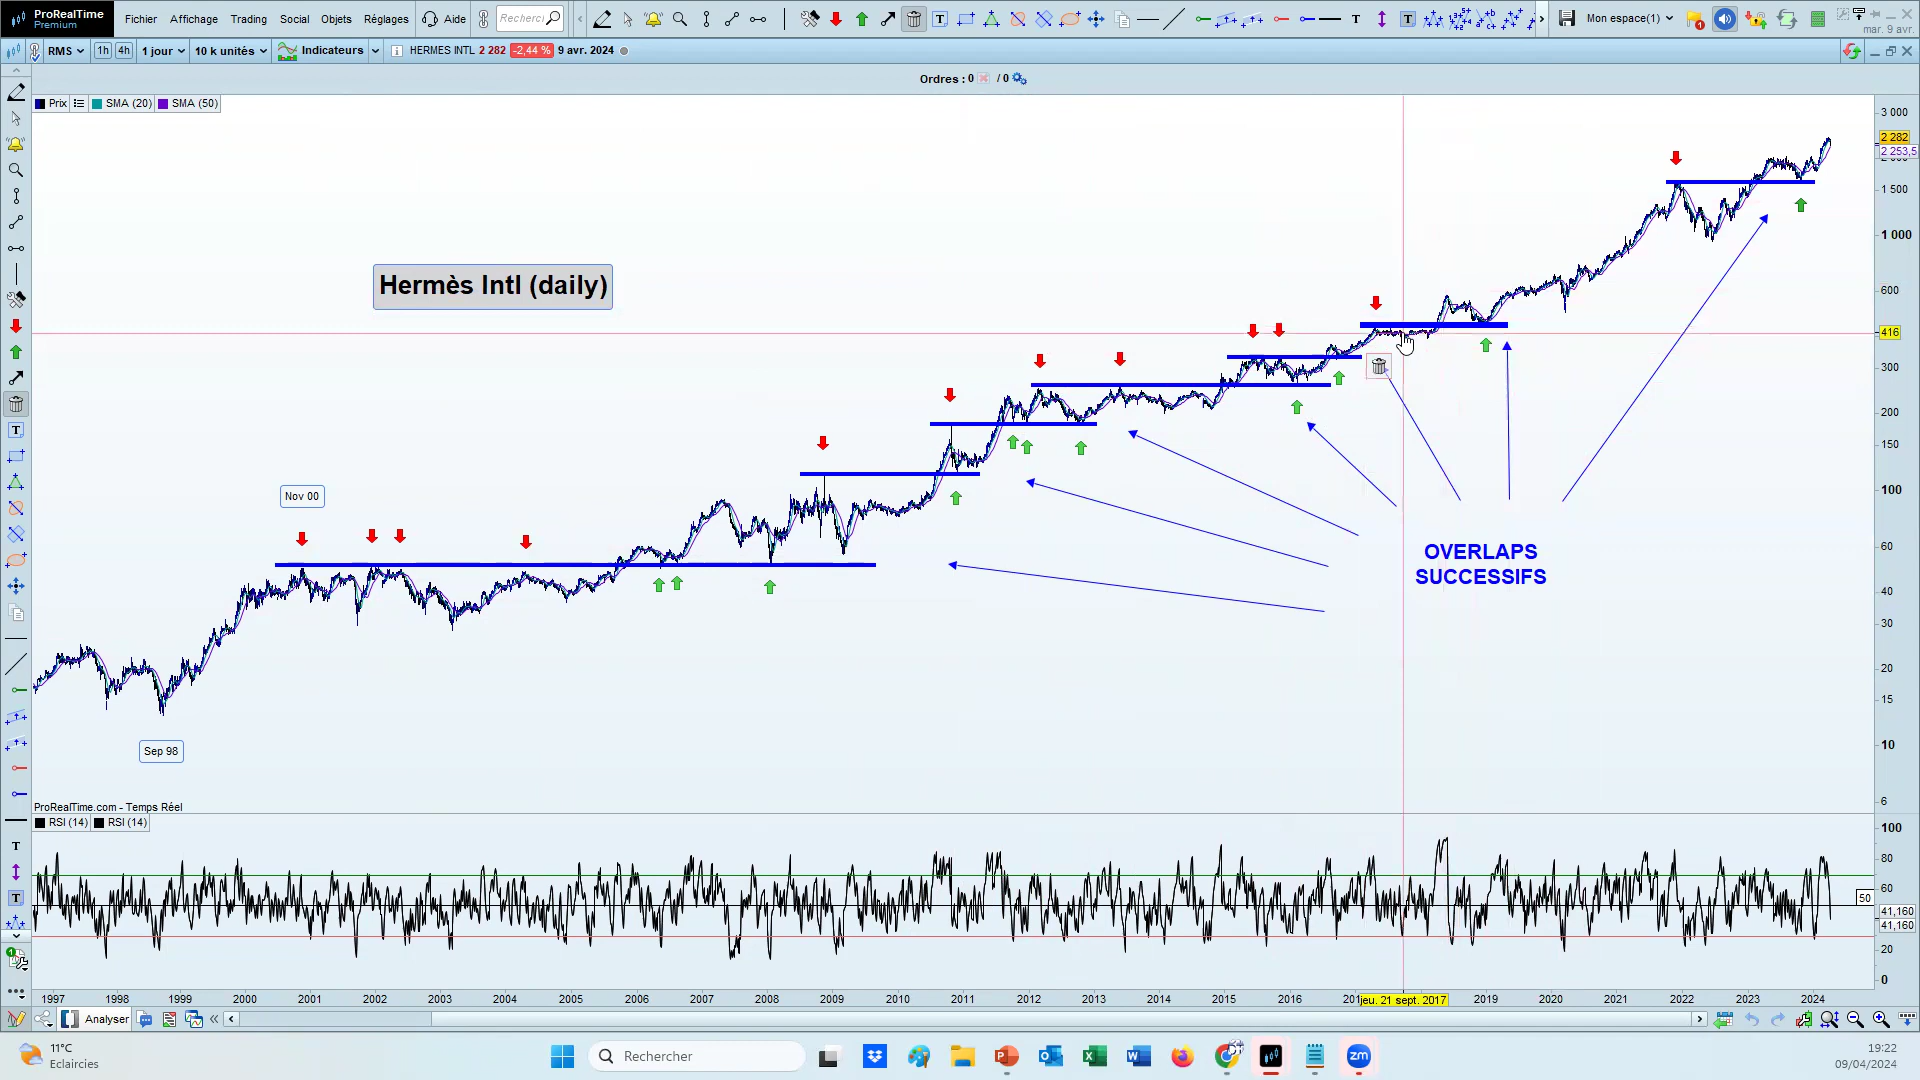 ProRealTime
Premium
Fichier Affichage Trading Social Objets Réglages Aide
Mon espace(1)
mar. 9 avr.
RMS 1h 4h 1 jour 10 k unités Indicateurs HERMES INTL 2 282 -2,44 % 9 avr. 2024
Ordres : 0 / 0
Prix SMA (20) SMA (50)
3 000
2 282
2 253,5
1 500
1 000
600
416
300
200
150
100
60
40
30
20
15
10
6
Hermès Intl (daily)
Nov 00
Sep 98
OVERLAPS
SUCCESSIFS
ProRealTime.com - Temps Réel
RSI (14) RSI (14)
100
80
60
50
41,160
41,160
20
0
1997 1998 1999 2000 2001 2002 2003 2004 2005 2006 2007 2008 2009 2010 2011 2012 2013 2014 2015 2016 jeu. 21 sept. 2017 2019 2020 2021 2022 2023 2024
Analyser
11°C
Eclaircies
Rechercher
19:22
09/04/2024